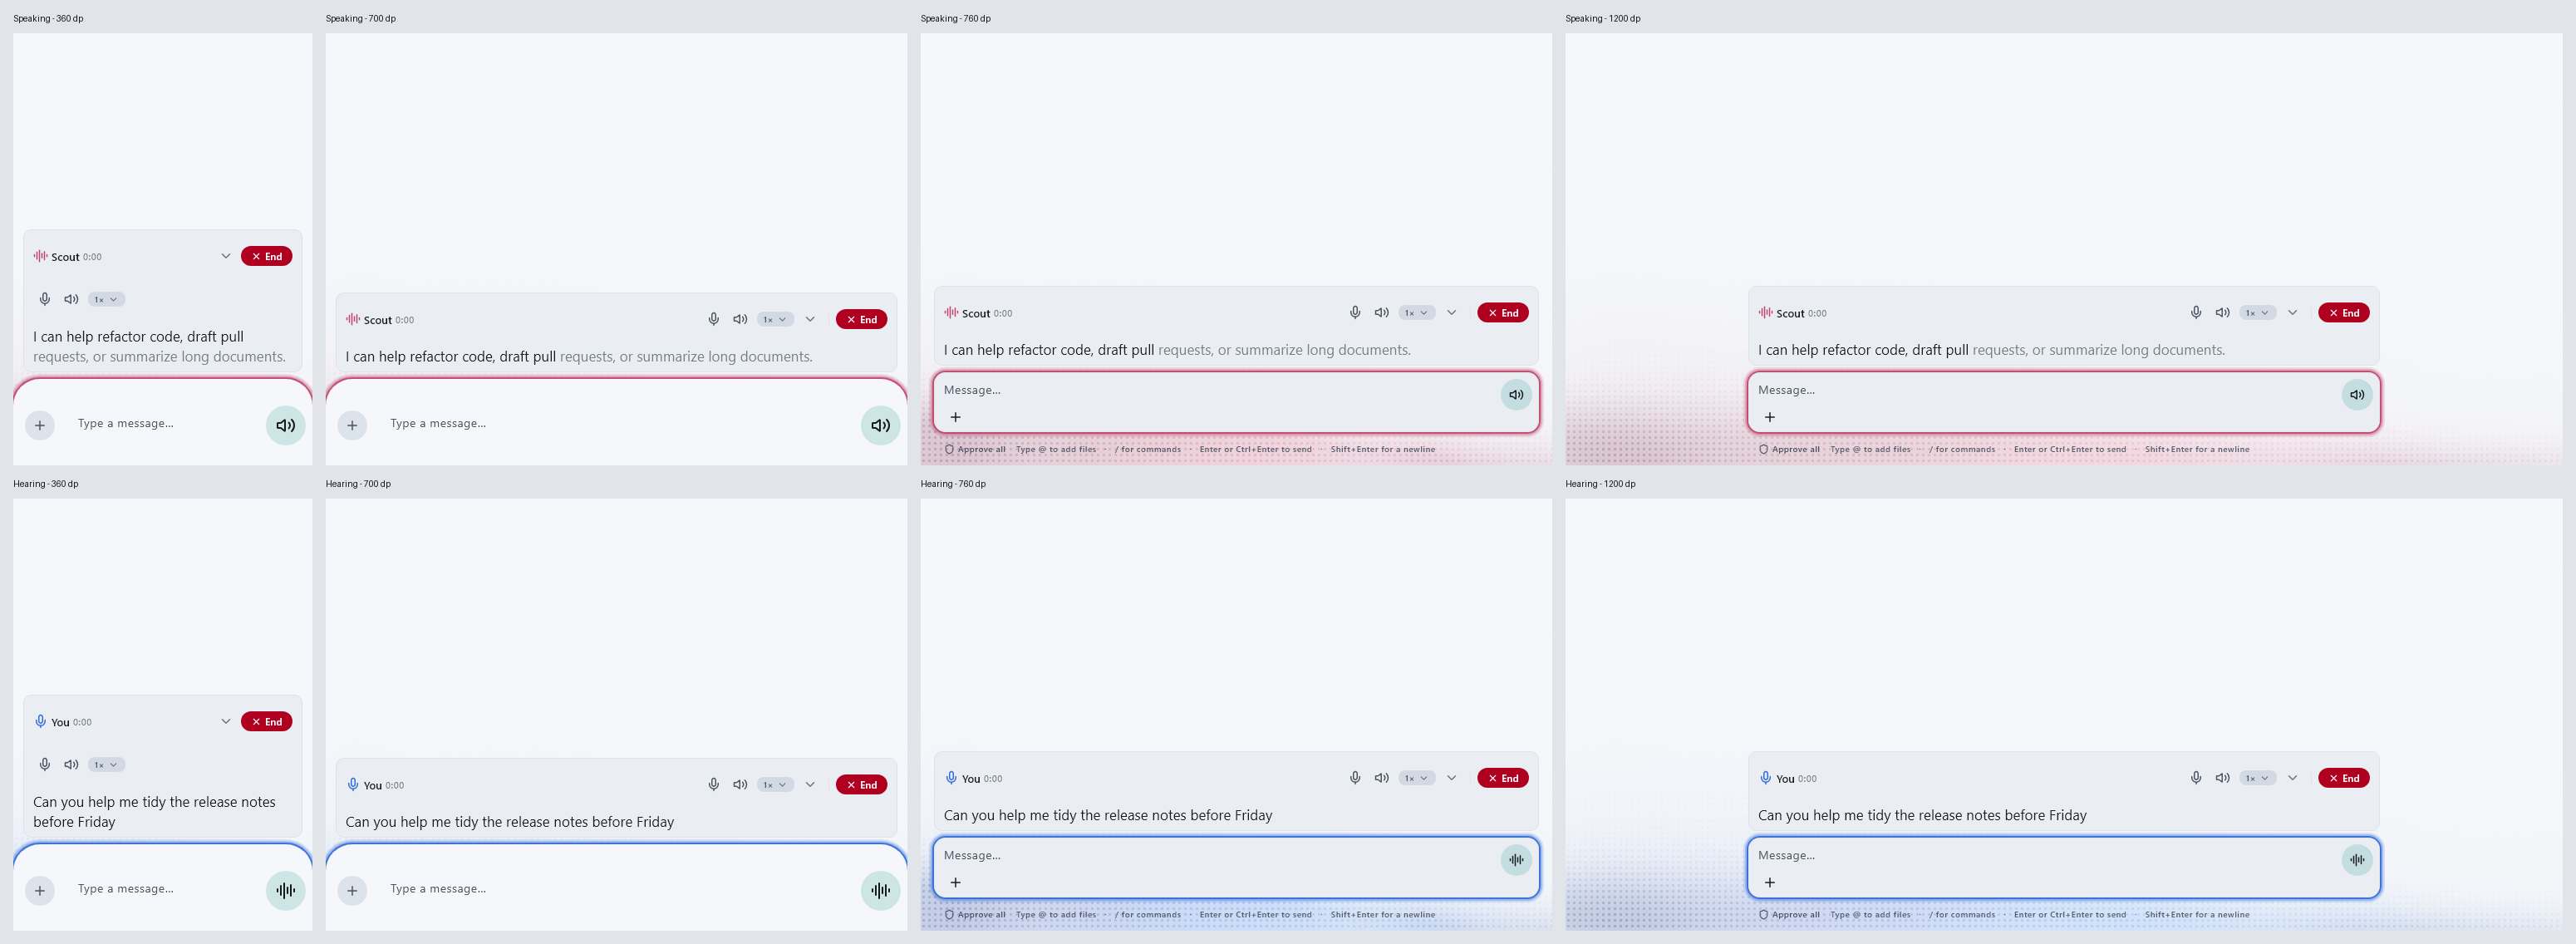 Speaking - 360 dp
Scout 0:00
End
1×
I can help refactor code, draft pull
requests, or summarize long documents.
Type a message...
Speaking - 700 dp
Scout 0:00
1×
End
I can help refactor code, draft pull requests, or summarize long documents.
Type a message...
Speaking - 760 dp
Scout 0:00
1×
End
I can help refactor code, draft pull requests, or summarize long documents.
Message...
Approve all · Type @ to add files · / for commands · Enter or Ctrl+Enter to send · Shift+Enter for a newline
Speaking - 1200 dp
Scout 0:00
1×
End
I can help refactor code, draft pull requests, or summarize long documents.
Message...
Approve all · Type @ to add files · / for commands · Enter or Ctrl+Enter to send · Shift+Enter for a newline
Hearing - 360 dp
You 0:00
End
1×
Can you help me tidy the release notes
before Friday
Type a message...
Hearing - 700 dp
You 0:00
1×
End
Can you help me tidy the release notes before Friday
Type a message...
Hearing - 760 dp
You 0:00
1×
End
Can you help me tidy the release notes before Friday
Message...
Approve all · Type @ to add files · / for commands · Enter or Ctrl+Enter to send · Shift+Enter for a newline
Hearing - 1200 dp
You 0:00
1×
End
Can you help me tidy the release notes before Friday
Message...
Approve all · Type @ to add files · / for commands · Enter or Ctrl+Enter to send · Shift+Enter for a newline